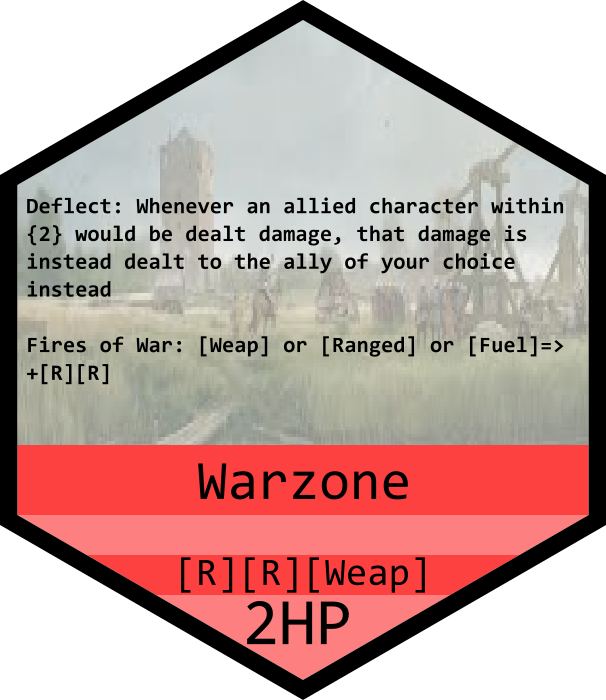 Deflect: Whenever an allied character within
{2} would be dealt damage, that damage is
instead dealt to the ally of your choice
instead
Fires of War: [Weap] or [Ranged] or [Fuel]=>
+[R][R]
Warzone
[R][R][Weap]
2HP